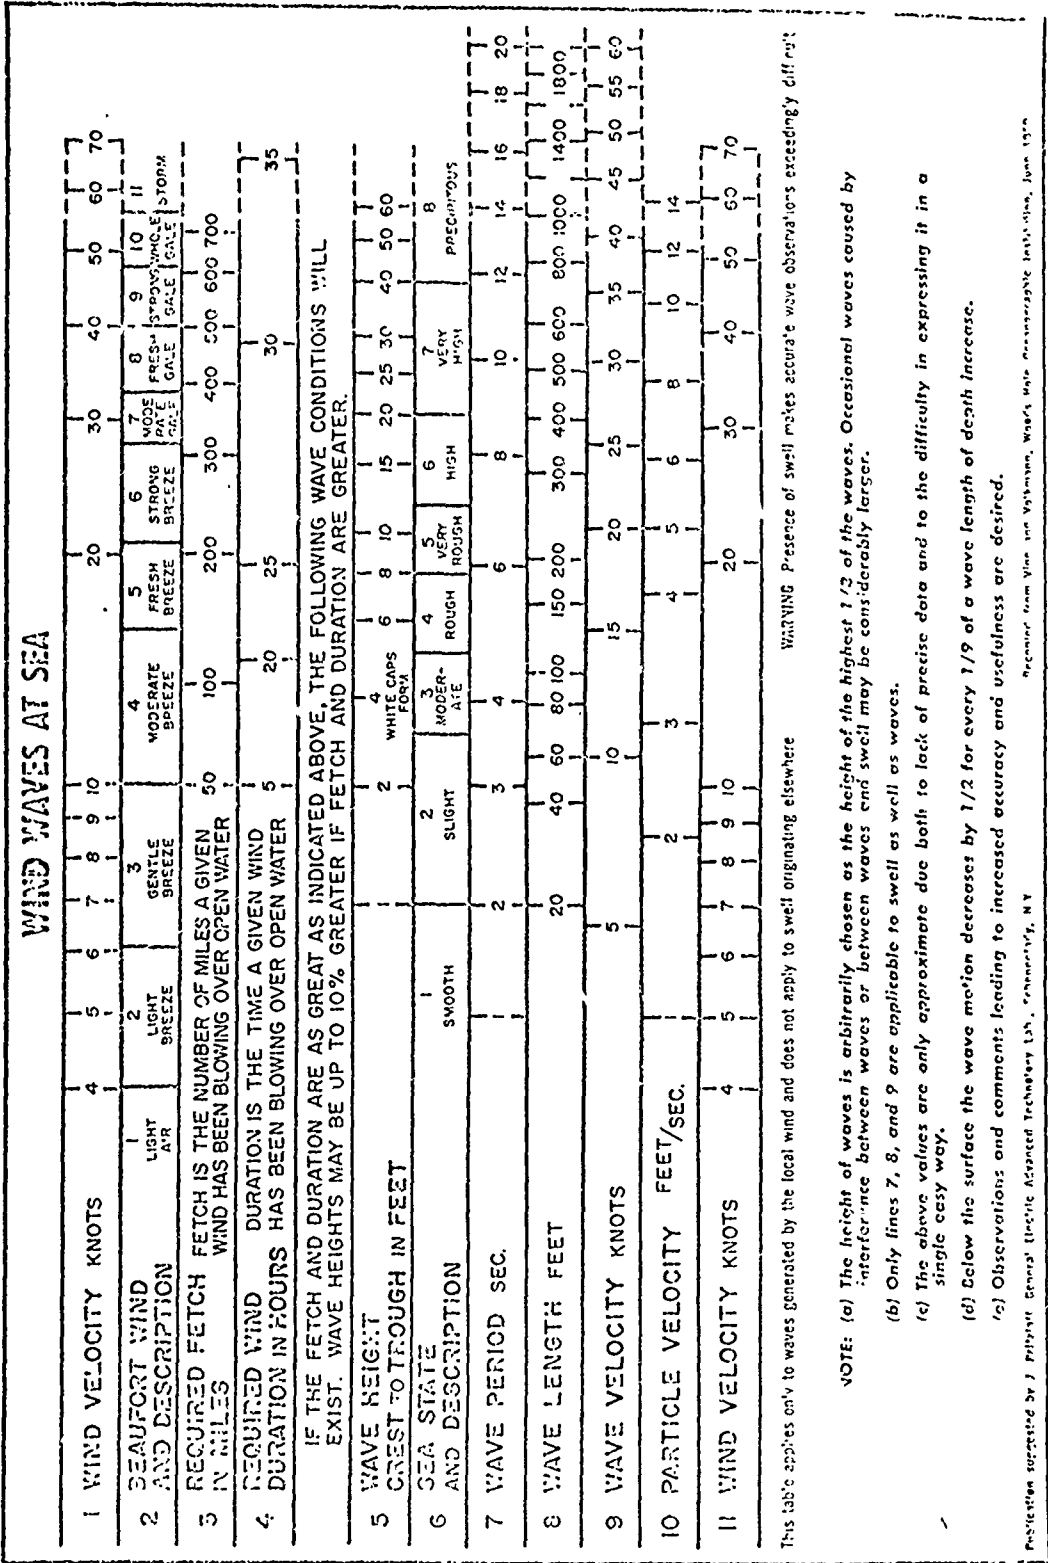 WIND WAVES AT SEA
1 WIND VELOCITY KNOTS 4 5 6 7 8 9 10 20 30 40 50 60 70
2 BEAUFORT WIND AND DESCRIPTION
1 LIGHT AIR
2 LIGHT BREEZE
3 GENTLE BREEZE
4 MODERATE BREEZE
5 FRESH BREEZE
6 STRONG BREEZE
7 MODE RATE GALE
8 FRESH GALE
9 STRONG GALE
10 WHOLE GALE
11 STORM
3 REQUIRED FETCH IN MILES
FETCH IS THE NUMBER OF MILES A GIVEN
WIND HAS BEEN BLOWING OVER OPEN WATER
50 100 200 300 400 500 600 700
4 REQUIRED WIND DURATION IN HOURS
DURATION IS THE TIME A GIVEN WIND
HAS BEEN BLOWING OVER OPEN WATER
5 20 25 30 35
IF THE FETCH AND DURATION ARE AS GREAT AS INDICATED ABOVE, THE FOLLOWING WAVE CONDITIONS WILL
EXIST. WAVE HEIGHTS MAY BE UP TO 10% GREATER IF FETCH AND DURATION ARE GREATER.
5 WAVE HEIGHT
CREST TO TROUGH IN FEET
1 2 4 6 8 10 15 20 25 30 40 50 60
WHITE CAPS FORM
6 SEA STATE
AND DESCRIPTION
1 SMOOTH
2 SLIGHT
3 MODER-ATE
4 ROUGH
5 VERY ROUGH
6 HIGH
7 VERY HIGH
8 PRECIPITOUS
7 WAVE PERIOD SEC. 1 2 3 4 6 8 10 12 14 16 18 20
8 WAVE LENGTH FEET 20 40 60 80 100 150 200 300 400 500 600 800 1000 1400 1800
9 WAVE VELOCITY KNOTS 5 10 15 20 25 30 35 40 45 50 55 60
10 PARTICLE VELOCITY FEET/SEC. 1 2 3 4 5 6 8 10 12 14
11 WIND VELOCITY KNOTS 4 5 6 7 8 9 10 20 30 40 50 60 70
This table applies only to waves generated by the local wind and does not apply to swell originating elsewhere
WARNING Presence of swell makes accurate wave observations exceedingly difficult
NOTE: (a) The height of waves is arbitrarily chosen as the height of the highest 1/3 of the waves. Occasional waves caused by
interference between waves or between waves and swell may be considerably larger.
(b) Only lines 7, 8, and 9 are applicable to swell as well as waves.
(c) The above values are only approximate due both to lack of precise data and to the difficulty in expressing it in a
single easy way.
(d) Below the surface the wave motion decreases by 1/2 for every 1/9 of a wave length of depth increase.
(e) Observations and comments leading to increased accuracy and usefulness are desired.
suggested by J General Electric Advanced Technology Lab., Schenectady, N Y
from and Woods Hole Oceanographic Institution, June